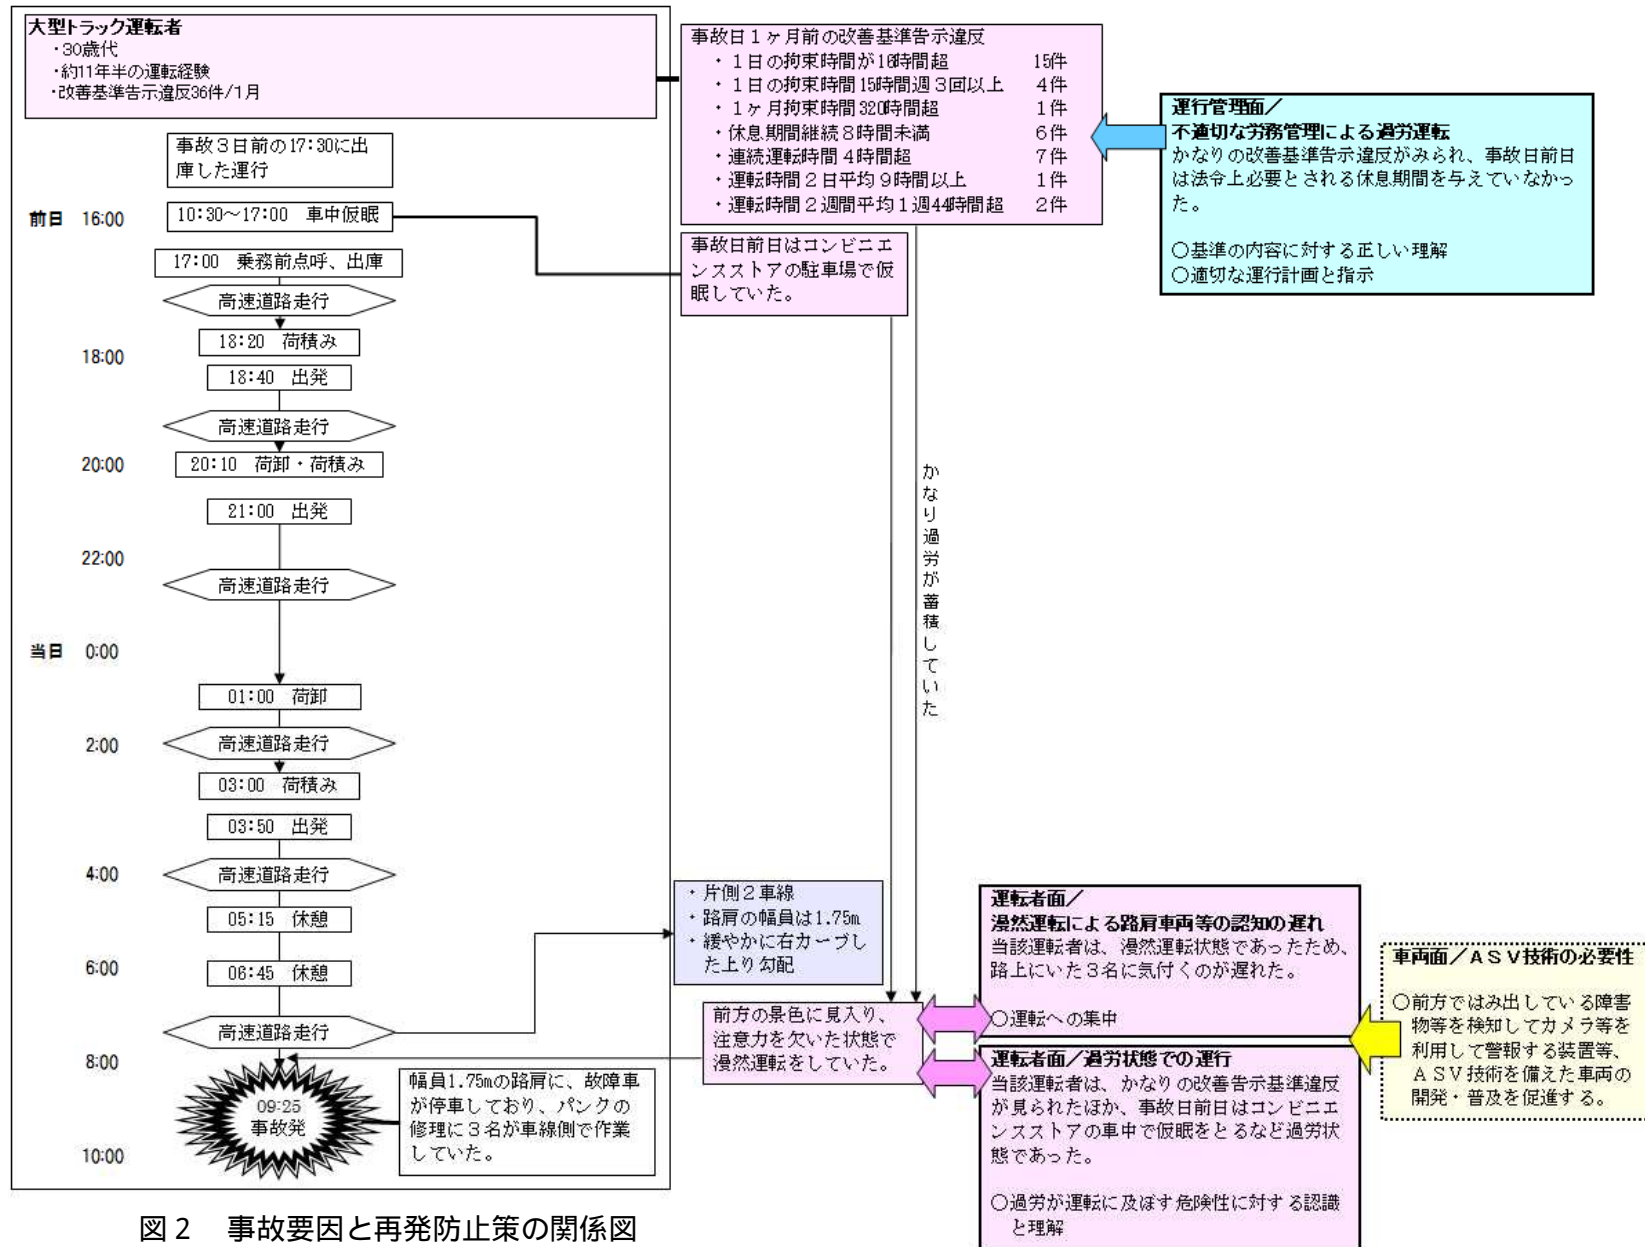 大型トラック運転者
・30歳代
・約11年半の運転経験
・改善基準告示違反36件/1月
事故３日前の17:30に出
庫した運行
前日 16:00
10:30～17:00 車中仮眠
17:00 乗務前点呼、出庫
高速道路走行
18:20 荷積み
18:00
18:40 出発
高速道路走行
20:00
20:10 荷卸・荷積み
21:00 出発
22:00
高速道路走行
当日 0:00
01:00 荷卸
2:00
高速道路走行
03:00 荷積み
03:50 出発
4:00
高速道路走行
05:15 休憩
6:00
06:45 休憩
高速道路走行
8:00
09:25
事故発
10:00
幅員1.75mの路肩に、故障車
が停車しており、パンクの
修理に３名が車線側で作業
していた。
事故日１ヶ月前の改善基準告示違反
・１日の拘束時間が16時間超 15件
・１日の拘束時間15時間週３回以上 4件
・１ヶ月拘束時間320時間超 1件
・休息期間継続８時間未満 6件
・連続運転時間４時間超 7件
・運転時間２日平均９時間以上 1件
・運転時間２週間平均１週44時間超 2件
事故日前日はコンビニエ
ンスストアの駐車場で仮
眠していた。
運行管理面／
不適切な労務管理による過労運転
かなりの改善基準告示違反がみられ、事故日前日
は法令上必要とされる休息期間を与えていなかっ
た。
○基準の内容に対する正しい理解
○適切な運行計画と指示
かなり過労が蓄積していた
・片側２車線
・路肩の幅員は1.75m
・緩やかに右カーブし
た上り勾配
前方の景色に見入り、
注意力を欠いた状態で
漫然運転をしていた。
運転者面／
漫然運転による路肩車両等の認知の遅れ
当該運転者は、漫然運転状態であったため、
路上にいた３名に気付くのが遅れた。
○運転への集中
運転者面／過労状態での運行
当該運転者は、かなりの改善告示基準違反
が見られたほか、事故日前日はコンビニエ
ンスストアの車中で仮眠をとるなど過労状
態であった。
○過労が運転に及ぼす危険性に対する認識
と理解
車両面／ＡＳＶ技術の必要性
○前方ではみ出している障害
物等を検知してカメラ等を
利用して警報する装置等、
ＡＳＶ技術を備えた車両の
開発・普及を促進する。
図２ 事故要因と再発防止策の関係図